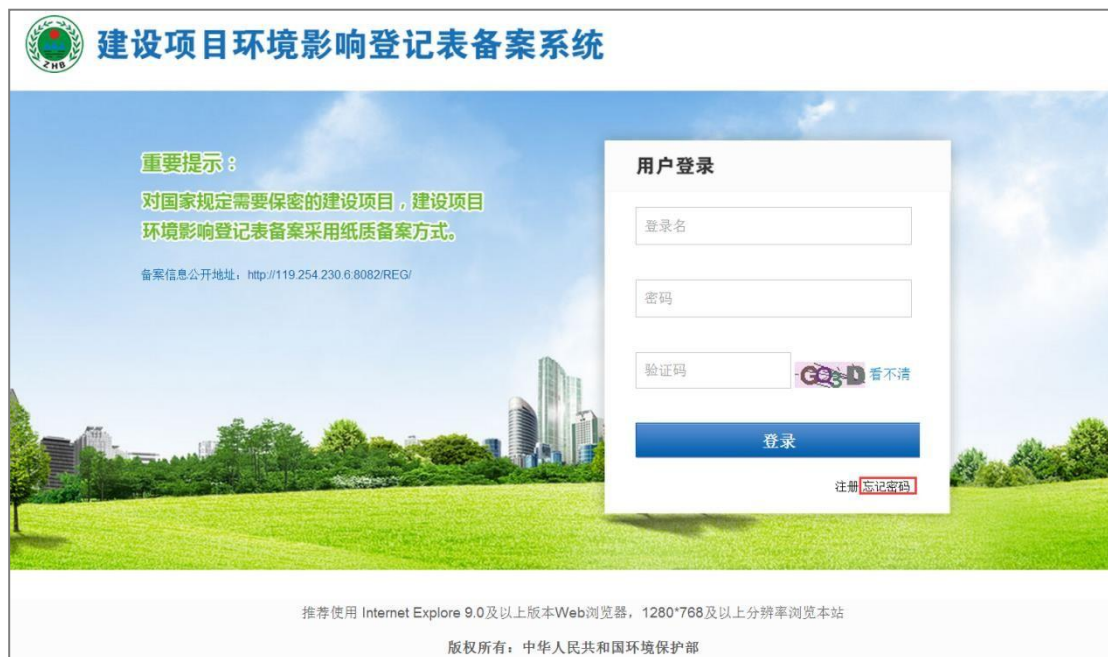 ZHB
建设项目环境影响登记表备案系统
重要提示：
对国家规定需要保密的建设项目，建设项目
环境影响登记表备案采用纸质备案方式。
备案信息公开地址：http://119.254.230.6:8082/REG/
用户登录
登录名
密码
验证码 GQ3D 看不清
登录
注册 忘记密码
推荐使用 Internet Explore 9.0及以上版本Web浏览器，1280*768及以上分辨率浏览本站
版权所有：中华人民共和国环境保护部